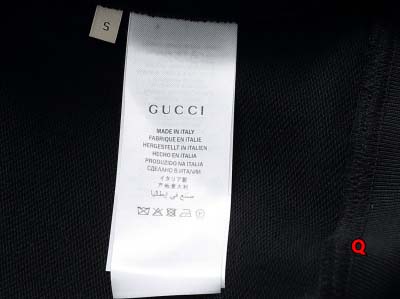 S
GUCCI
MADE IN ITALY
FABRIQUÉ EN ITALIE
HERGESTELLT IN ITALIEN
HECHO EN ITALIA
PRODUZIDO NA ITALIA
СДЕЛАНО В ИТАЛИИ
イタリア製
产地意大利
صنع في إيطاليا
Q